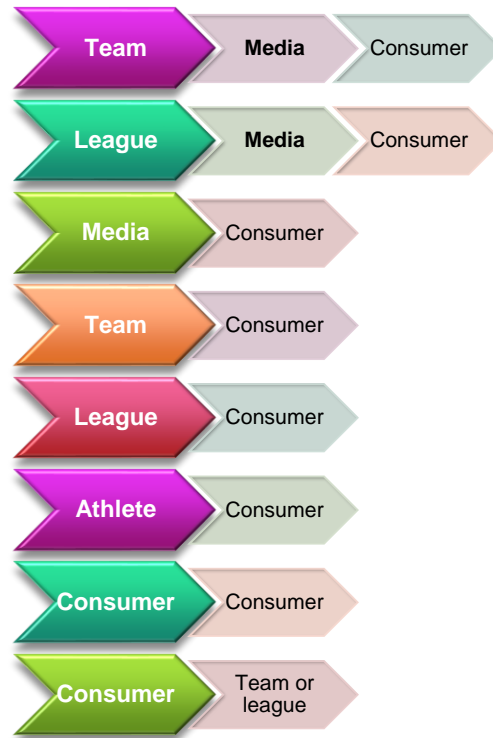 Team Media Consumer
League Media Consumer
Media Consumer
Team Consumer
League Consumer
Athlete Consumer
Consumer Consumer
Consumer Team or
league